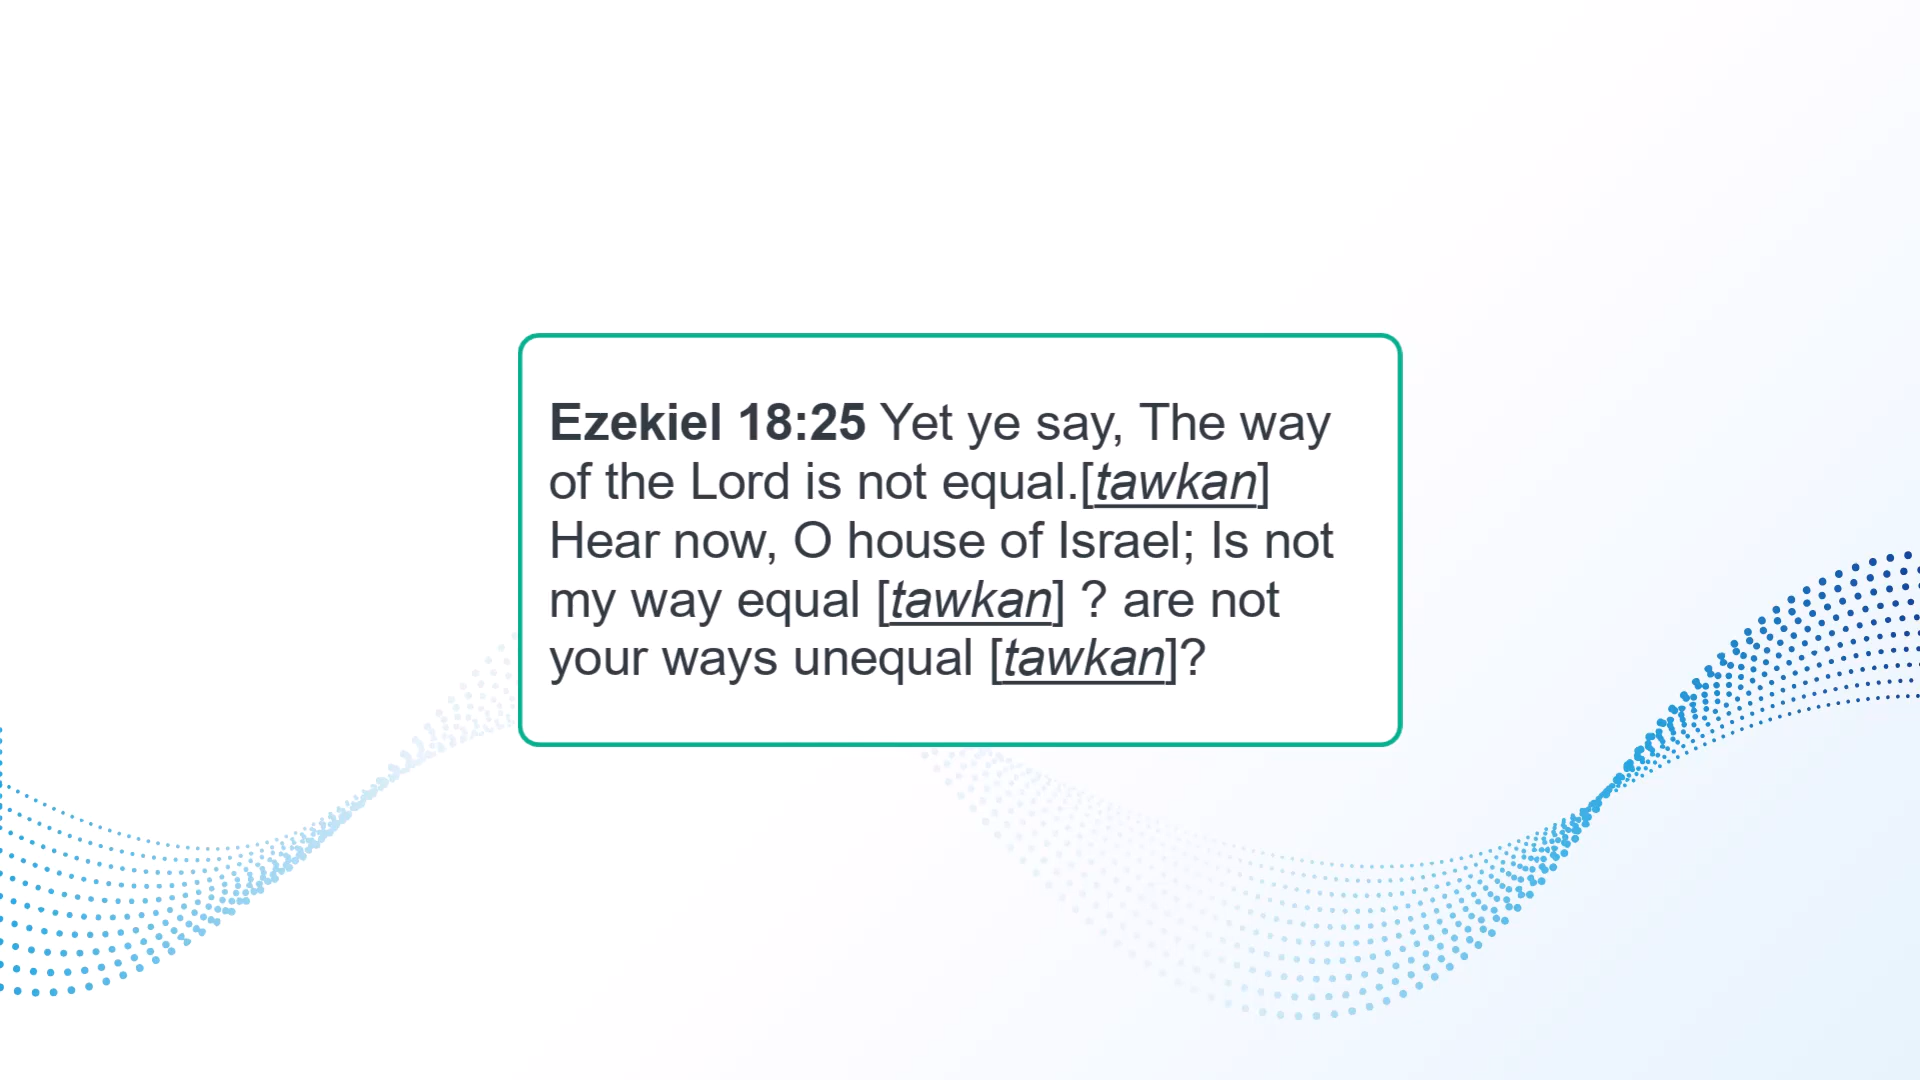 Ezekiel 18:25 Yet ye say, The way
of the Lord is not equal.[tawkan]
Hear now, O house of Israel; Is not
my way equal [tawkan] ? are not
your ways unequal [tawkan]?